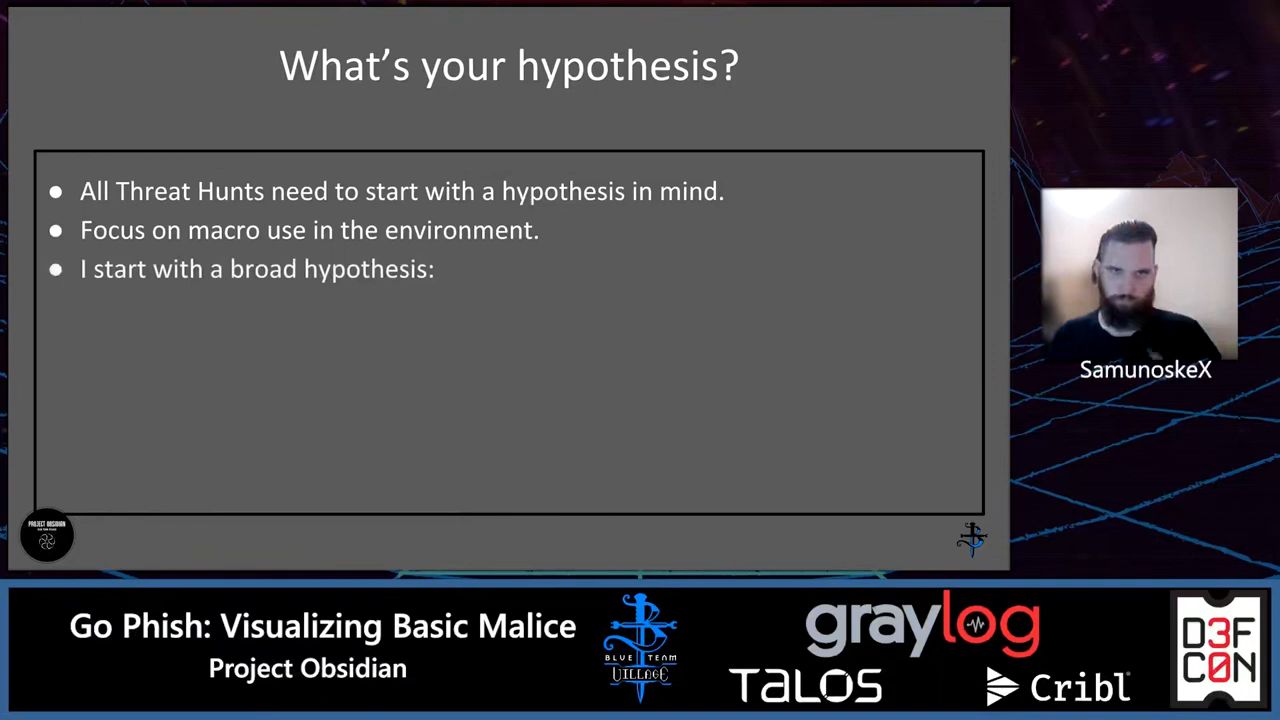 What's your hypothesis?
● All Threat Hunts need to start with a hypothesis in mind.
● Focus on macro use in the environment.
● I start with a broad hypothesis:
SamunoskeX
PROJECT OBSIDIAN
Go Phish: Visualizing Basic Malice
Project Obsidian
BLUE TEAM
VILLAGE
graylog
TALOS
Cribl
D3F
C0N